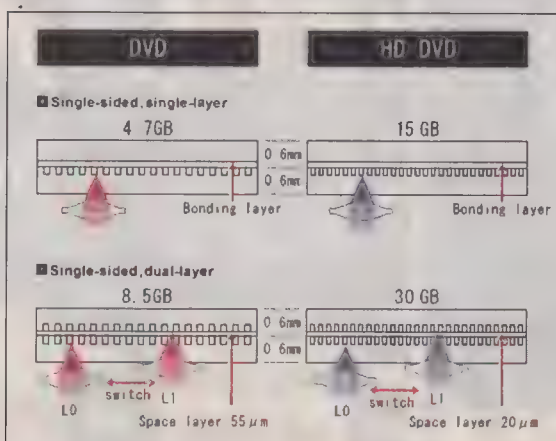 DVD
HD DVD
Single-sided, single-layer
4 7GB
15 GB
0 6mm
0 6mm
Bonding layer
Bonding layer
Single-sided, dual-layer
8.5GB
30 GB
0 6mm
0 6mm
L0
switch
L1
L0
switch
L1
Space layer 55μm
Space layer 20μm